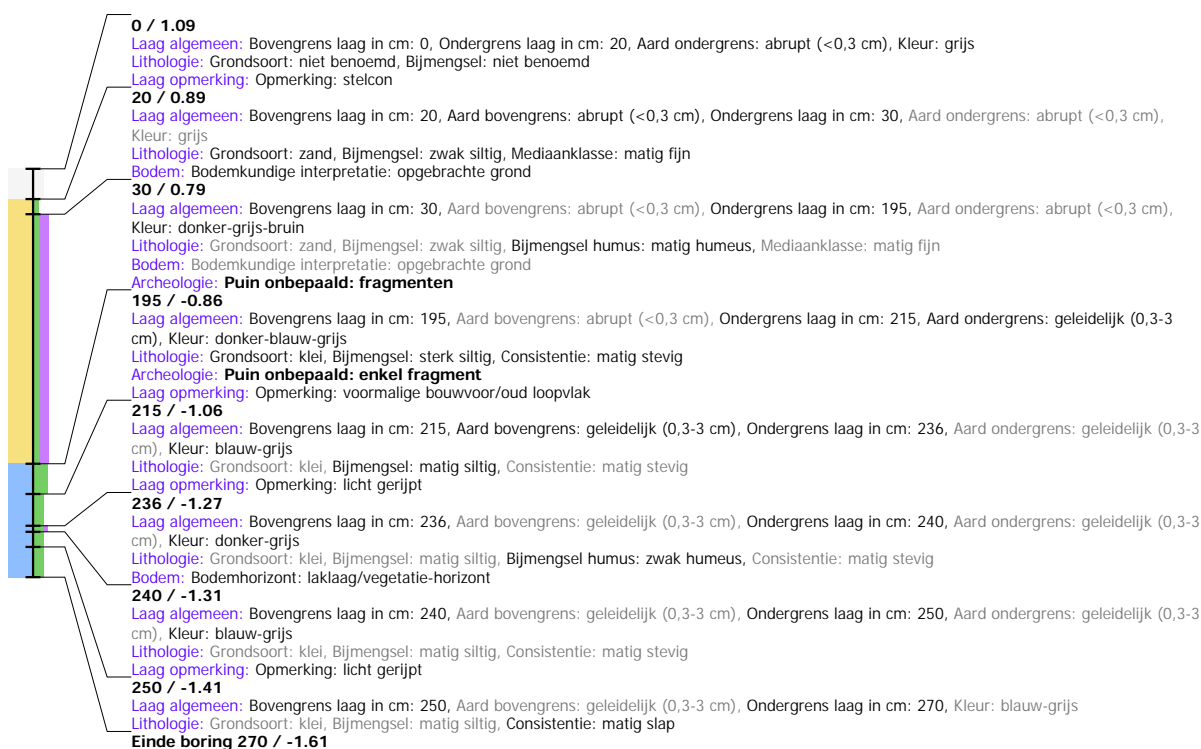 0 / 1.09
Laag algemeen: Bovengrens laag in cm: 0, Ondergrens laag in cm: 20, Aard ondergrens: abrupt (<0,3 cm), Kleur: grijs
Lithologie: Grondsoort: niet benoemd, Bijmengsel: niet benoemd
Laag opmerking: Opmerking: stelcon
20 / 0.89
Laag algemeen: Bovengrens laag in cm: 20, Aard bovengrens: abrupt (<0,3 cm), Ondergrens laag in cm: 30, Aard ondergrens: abrupt (<0,3 cm),
Kleur: grijs
Lithologie: Grondsoort: zand, Bijmengsel: zwak siltig, Mediaanklasse: matig fijn
Bodem: Bodemkundige interpretatie: opgebrachte grond
30 / 0.79
Laag algemeen: Bovengrens laag in cm: 30, Aard bovengrens: abrupt (<0,3 cm), Ondergrens laag in cm: 195, Aard ondergrens: abrupt (<0,3 cm),
Kleur: donker-grijs-bruin
Lithologie: Grondsoort: zand, Bijmengsel: zwak siltig, Bijmengsel humus: matig humeus, Mediaanklasse: matig fijn
Bodem: Bodemkundige interpretatie: opgebrachte grond
Archeologie: Puin onbepaald: fragmenten
195 / -0.86
Laag algemeen: Bovengrens laag in cm: 195, Aard bovengrens: abrupt (<0,3 cm), Ondergrens laag in cm: 215, Aard ondergrens: geleidelijk (0,3-3
cm), Kleur: donker-blauw-grijs
Lithologie: Grondsoort: klei, Bijmengsel: sterk siltig, Consistentie: matig stevig
Archeologie: Puin onbepaald: enkel fragment
Laag opmerking: Opmerking: voormalige bouwvoor/oud loopvlak
215 / -1.06
Laag algemeen: Bovengrens laag in cm: 215, Aard bovengrens: geleidelijk (0,3-3 cm), Ondergrens laag in cm: 236, Aard ondergrens: geleidelijk (0,3-3
cm), Kleur: blauw-grijs
Lithologie: Grondsoort: klei, Bijmengsel: matig siltig, Consistentie: matig stevig
Laag opmerking: Opmerking: licht gerijpt
236 / -1.27
Laag algemeen: Bovengrens laag in cm: 236, Aard bovengrens: geleidelijk (0,3-3 cm), Ondergrens laag in cm: 240, Aard ondergrens: geleidelijk (0,3-3
cm), Kleur: donker-grijs
Lithologie: Grondsoort: klei, Bijmengsel: matig siltig, Bijmengsel humus: zwak humeus, Consistentie: matig stevig
Bodem: Bodemhorizont: laklaag/vegetatie-horizont
240 / -1.31
Laag algemeen: Bovengrens laag in cm: 240, Aard bovengrens: geleidelijk (0,3-3 cm), Ondergrens laag in cm: 250, Aard ondergrens: geleidelijk (0,3-3
cm), Kleur: blauw-grijs
Lithologie: Grondsoort: klei, Bijmengsel: matig siltig, Consistentie: matig stevig
Laag opmerking: Opmerking: licht gerijpt
250 / -1.41
Laag algemeen: Bovengrens laag in cm: 250, Aard bovengrens: geleidelijk (0,3-3 cm), Ondergrens laag in cm: 270, Kleur: blauw-grijs
Lithologie: Grondsoort: klei, Bijmengsel: matig siltig, Consistentie: matig slap
Einde boring 270 / -1.61